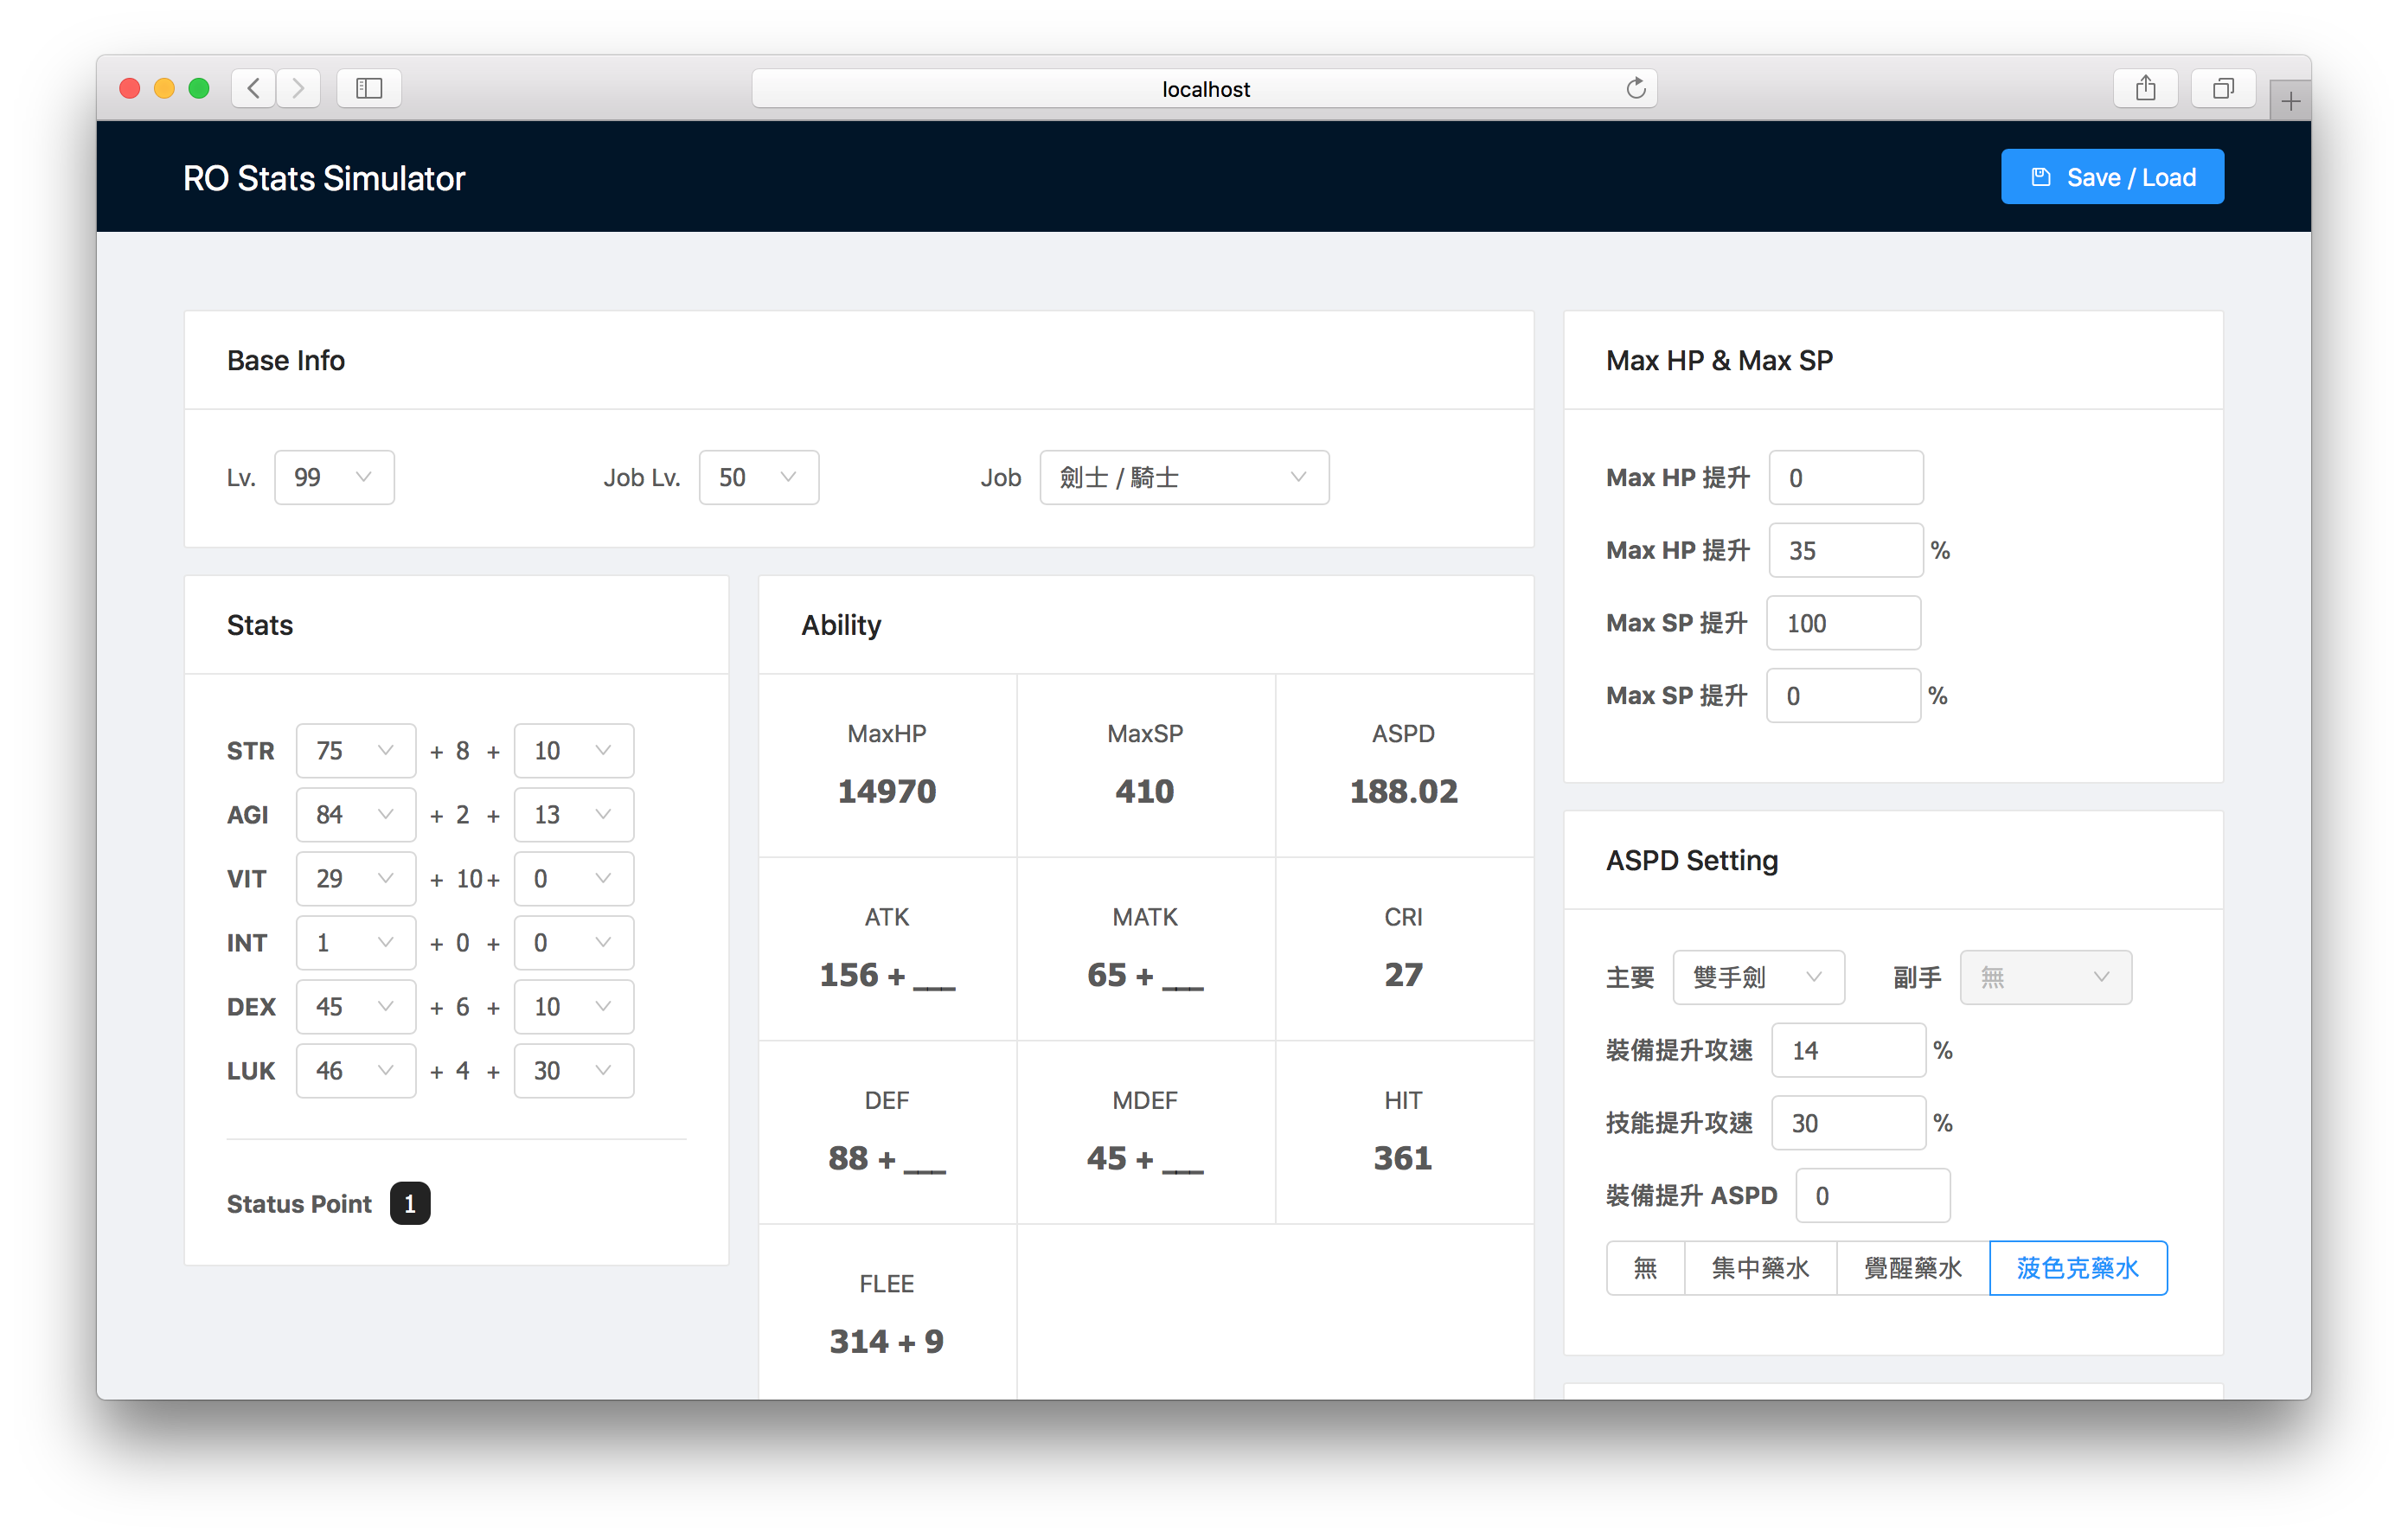 localhost
RO Stats Simulator
Save / Load
Base Info
Lv. 99 Job Lv. 50 Job 劍士 / 騎士
Stats
STR 75 + 8 + 10
AGI 84 + 2 + 13
VIT 29 + 10 + 0
INT 1 + 0 + 0
DEX 45 + 6 + 10
LUK 46 + 4 + 30
Status Point 1
Ability
MaxHP MaxSP ASPD
14970 410 188.02
ATK MATK CRI
156 + ___ 65 + ___ 27
DEF MDEF HIT
88 + ___ 45 + ___ 361
FLEE
314 + 9
Max HP & Max SP
Max HP 提升 0
Max HP 提升 35 %
Max SP 提升 100
Max SP 提升 0 %
ASPD Setting
主要 雙手劍 副手 無
裝備提升攻速 14 %
技能提升攻速 30 %
裝備提升 ASPD 0
無 集中藥水 覺醒藥水 菠色克藥水